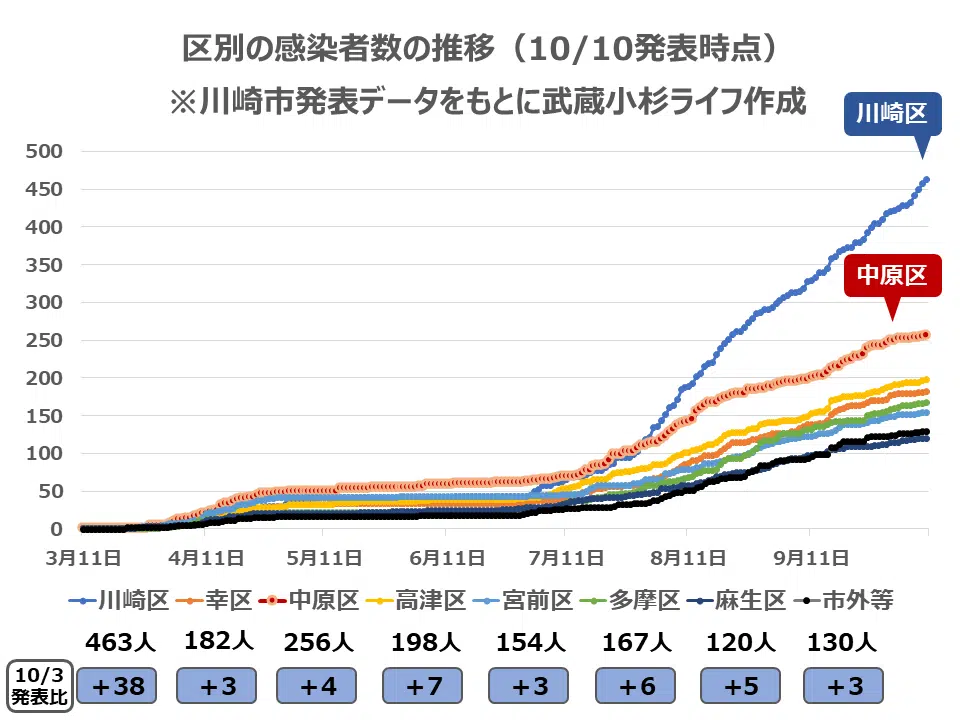 区別の感染者数の推移（10/10発表時点）
※川崎市発表データをもとに武蔵小杉ライフ作成
川崎区
500
450
400
350
中原区
300
250
200
150
100
50
0
3月11日 4月11日 5月11日 6月11日 7月11日 8月11日 9月11日
川崎区 幸区 中原区 高津区 宮前区 多摩区 麻生区 市外等
463人 182人 256人 198人 154人 167人 120人 130人
10/3
発表比
+38 +3 +4 +7 +3 +6 +5 +3